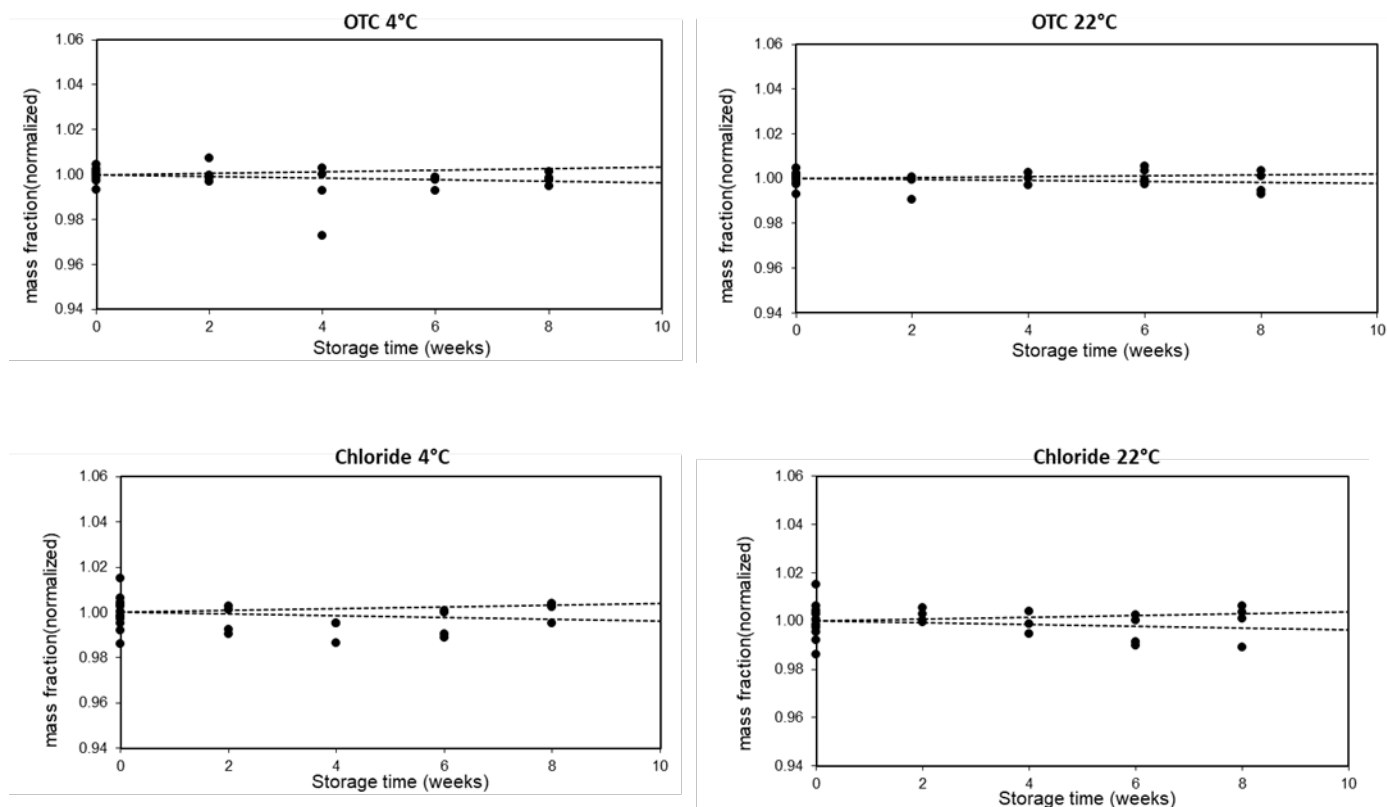 OTC 4°C
mass fraction(normalized)
1.06
1.04
1.02
1.00
0.98
0.96
0.94
0 2 4 6 8 10
Storage time (weeks)
OTC 22°C
mass fraction(normalized)
1.06
1.04
1.02
1.00
0.98
0.96
0.94
0 2 4 6 8 10
Storage time (weeks)
Chloride 4°C
mass fraction(normalized)
1.06
1.04
1.02
1.00
0.98
0.96
0.94
0 2 4 6 8 10
Storage time (weeks)
Chloride 22°C
mass fraction(normalized)
1.06
1.04
1.02
1.00
0.98
0.96
0.94
0 2 4 6 8 10
Storage time (weeks)